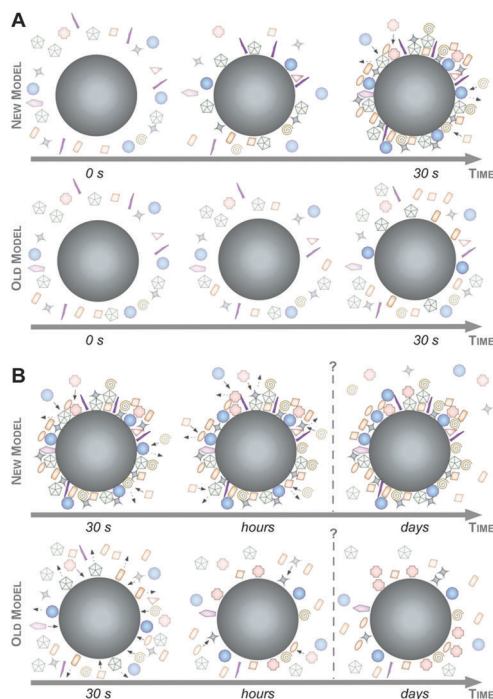 A
NEW MODEL
0 s 30 s TIME
OLD MODEL
0 s 30 s TIME
B
?
NEW MODEL
30 s hours days TIME
?
OLD MODEL
30 s hours days TIME